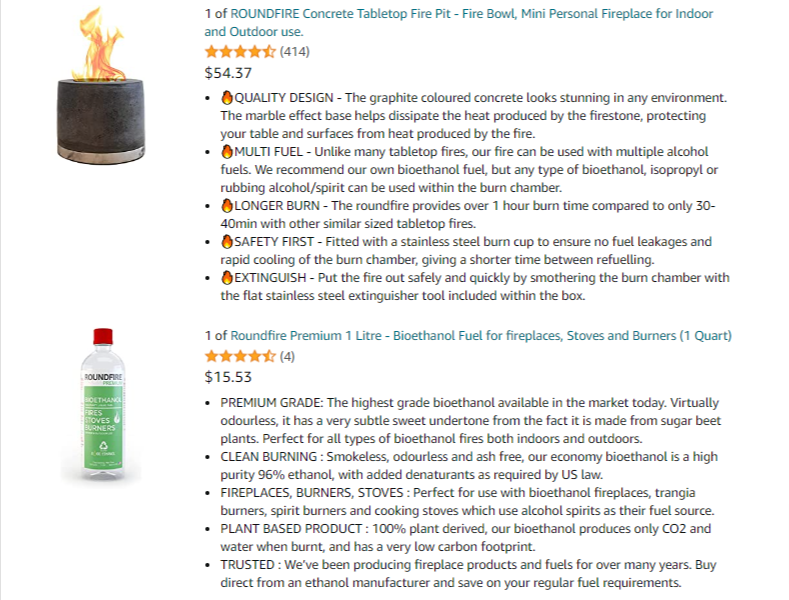 1 of ROUNDFIRE Concrete Tabletop Fire Pit - Fire Bowl, Mini Personal Fireplace for Indoor
and Outdoor use.
(414)
$54.37
• 🔥QUALITY DESIGN - The graphite coloured concrete looks stunning in any environment.
The marble effect base helps dissipate the heat produced by the firestone, protecting
your table and surfaces from heat produced by the fire.
• 🔥MULTI FUEL - Unlike many tabletop fires, our fire can be used with multiple alcohol
fuels. We recommend our own bioethanol fuel, but any type of bioethanol, isopropyl or
rubbing alcohol/spirit can be used within the burn chamber.
• 🔥LONGER BURN - The roundfire provides over 1 hour burn time compared to only 30-
40min with other similar sized tabletop fires.
• 🔥SAFETY FIRST - Fitted with a stainless steel burn cup to ensure no fuel leakages and
rapid cooling of the burn chamber, giving a shorter time between refuelling.
• 🔥EXTINGUISH - Put the fire out safely and quickly by smothering the burn chamber with
the flat stainless steel extinguisher tool included within the box.
1 of Roundfire Premium 1 Litre - Bioethanol Fuel for fireplaces, Stoves and Burners (1 Quart)
(4)
$15.53
• PREMIUM GRADE: The highest grade bioethanol available in the market today. Virtually
odourless, it has a very subtle sweet undertone from the fact it is made from sugar beet
plants. Perfect for all types of bioethanol fires both indoors and outdoors.
• CLEAN BURNING : Smokeless, odourless and ash free, our economy bioethanol is a high
purity 96% ethanol, with added denaturants as required by US law.
• FIREPLACES, BURNERS, STOVES : Perfect for use with bioethanol fireplaces, trangia
burners, spirit burners and cooking stoves which use alcohol spirits as their fuel source.
• PLANT BASED PRODUCT : 100% plant derived, our bioethanol produces only CO2 and
water when burnt, and has a very low carbon footprint.
• TRUSTED : We've been producing fireplace products and fuels for over many years. Buy
direct from an ethanol manufacturer and save on your regular fuel requirements.
ROUNDFIRE
PREMIUM
BIOETHANOL
FIRES
STOVES
BURNERS